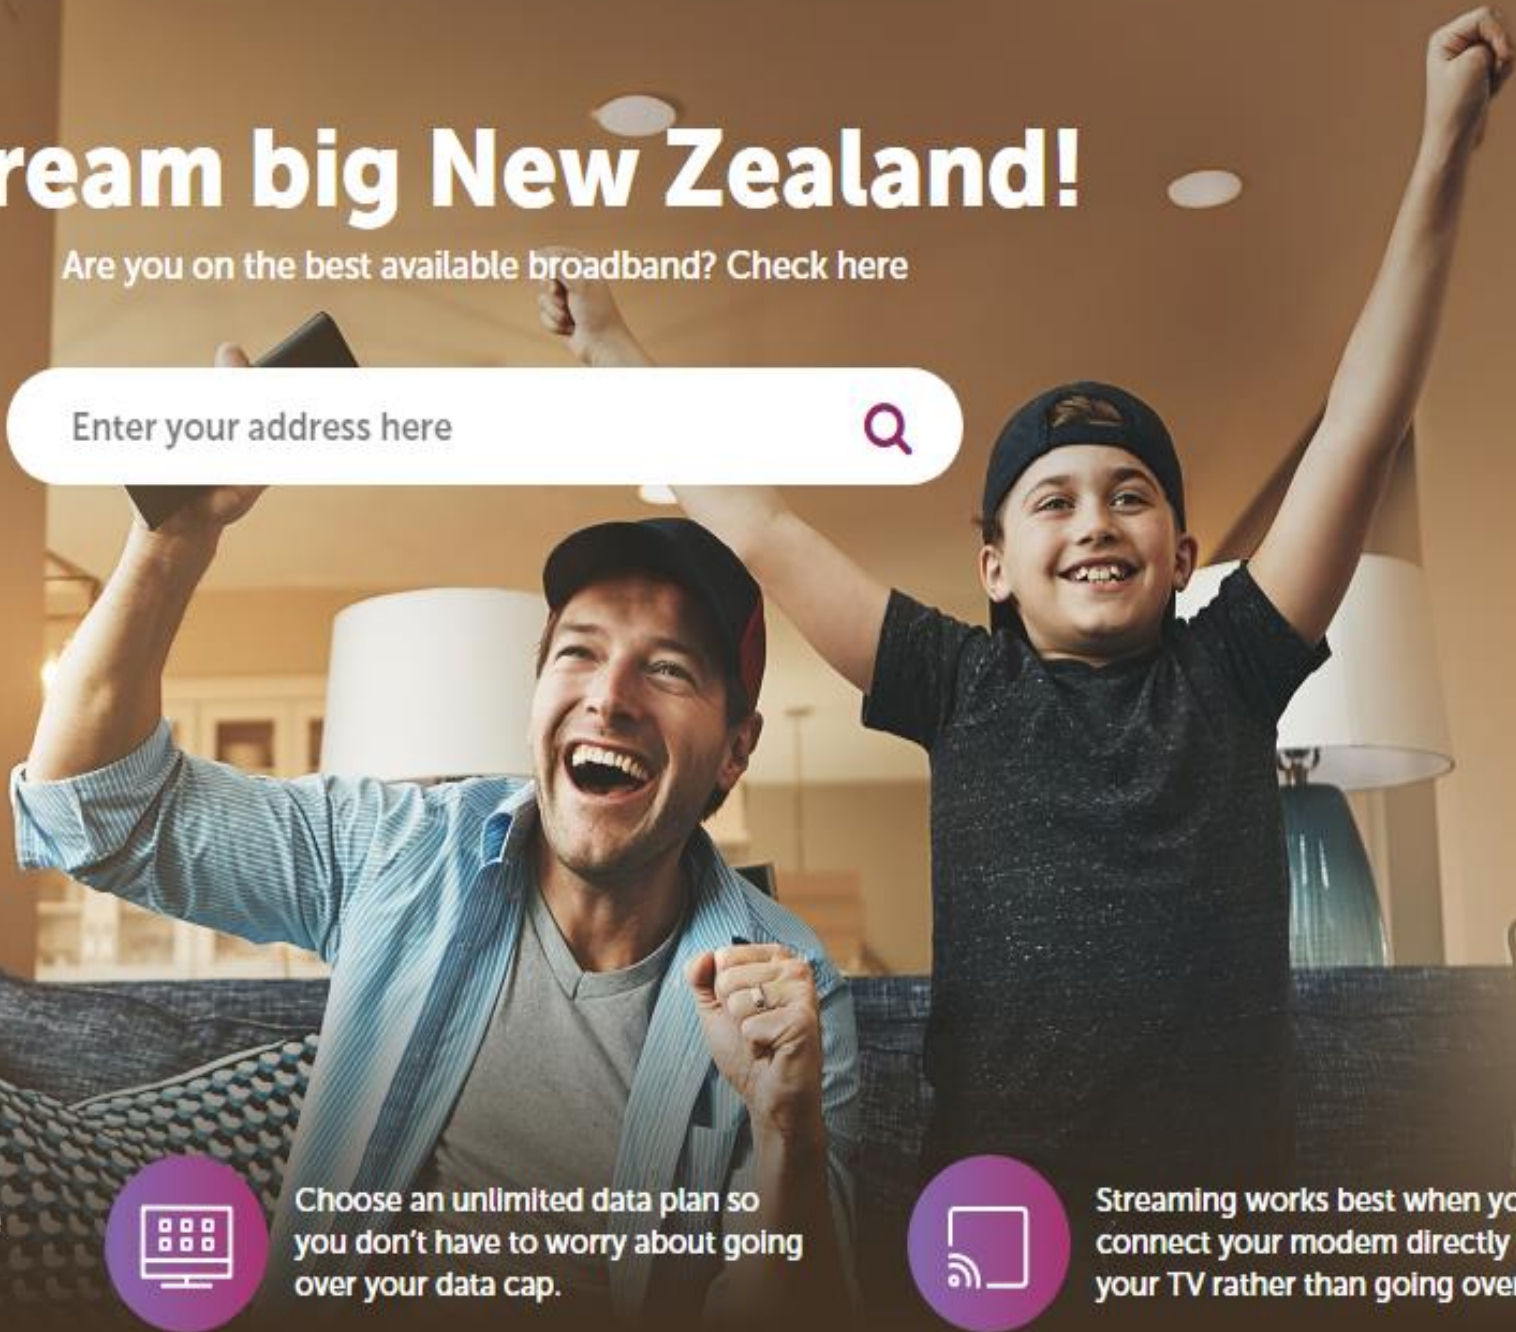 ream big New Zealand!
Are you on the best available broadband? Check here
Enter your address here
Choose an unlimited data plan so
you don't have to worry about going
over your data cap.
Streaming works best when yo
connect your modem directly
your TV rather than going over